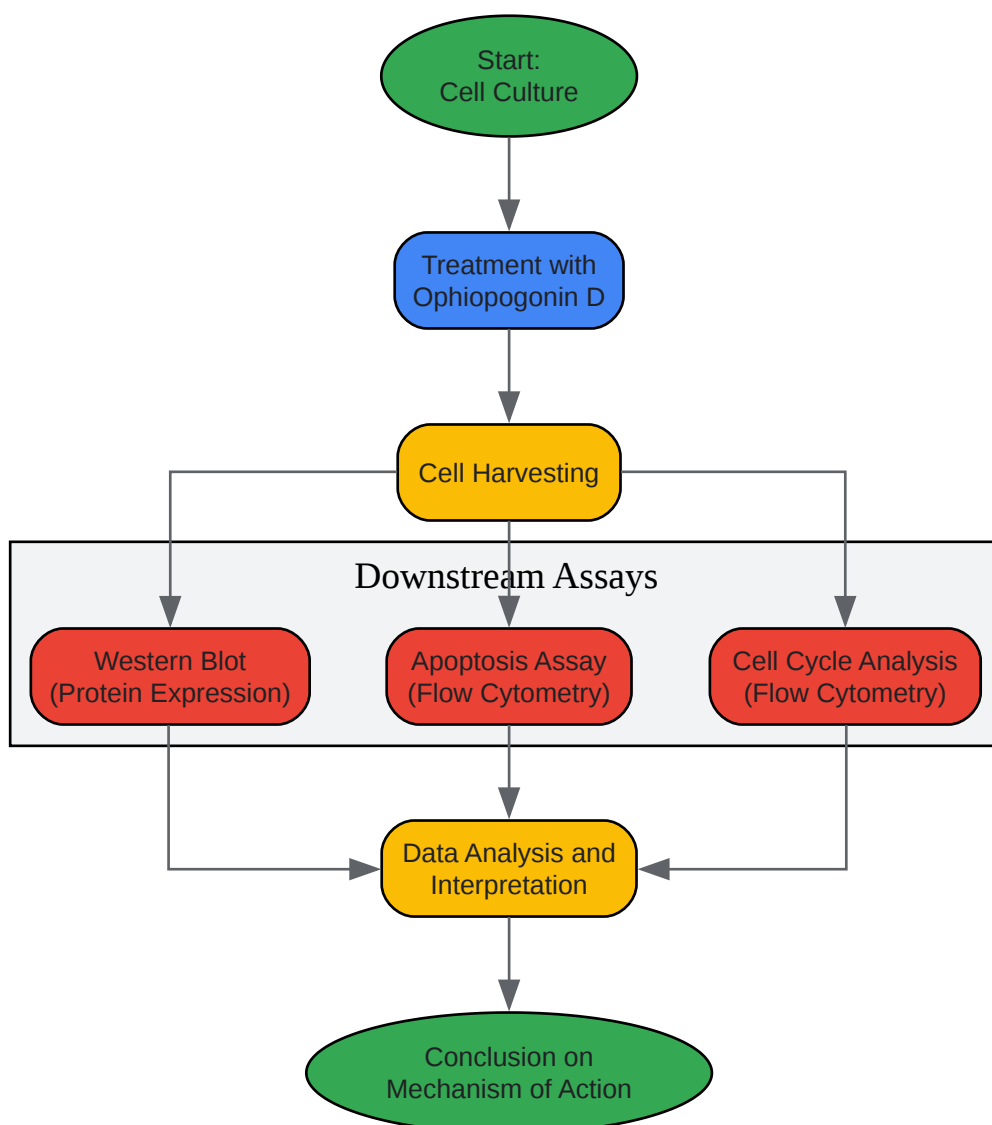 Start:
Cell Culture
Treatment with
Ophiopogonin D
Cell Harvesting
Downstream Assays
Western Blot
(Protein Expression)
Apoptosis Assay
(Flow Cytometry)
Cell Cycle Analysis
(Flow Cytometry)
Data Analysis and
Interpretation
Conclusion on
Mechanism of Action